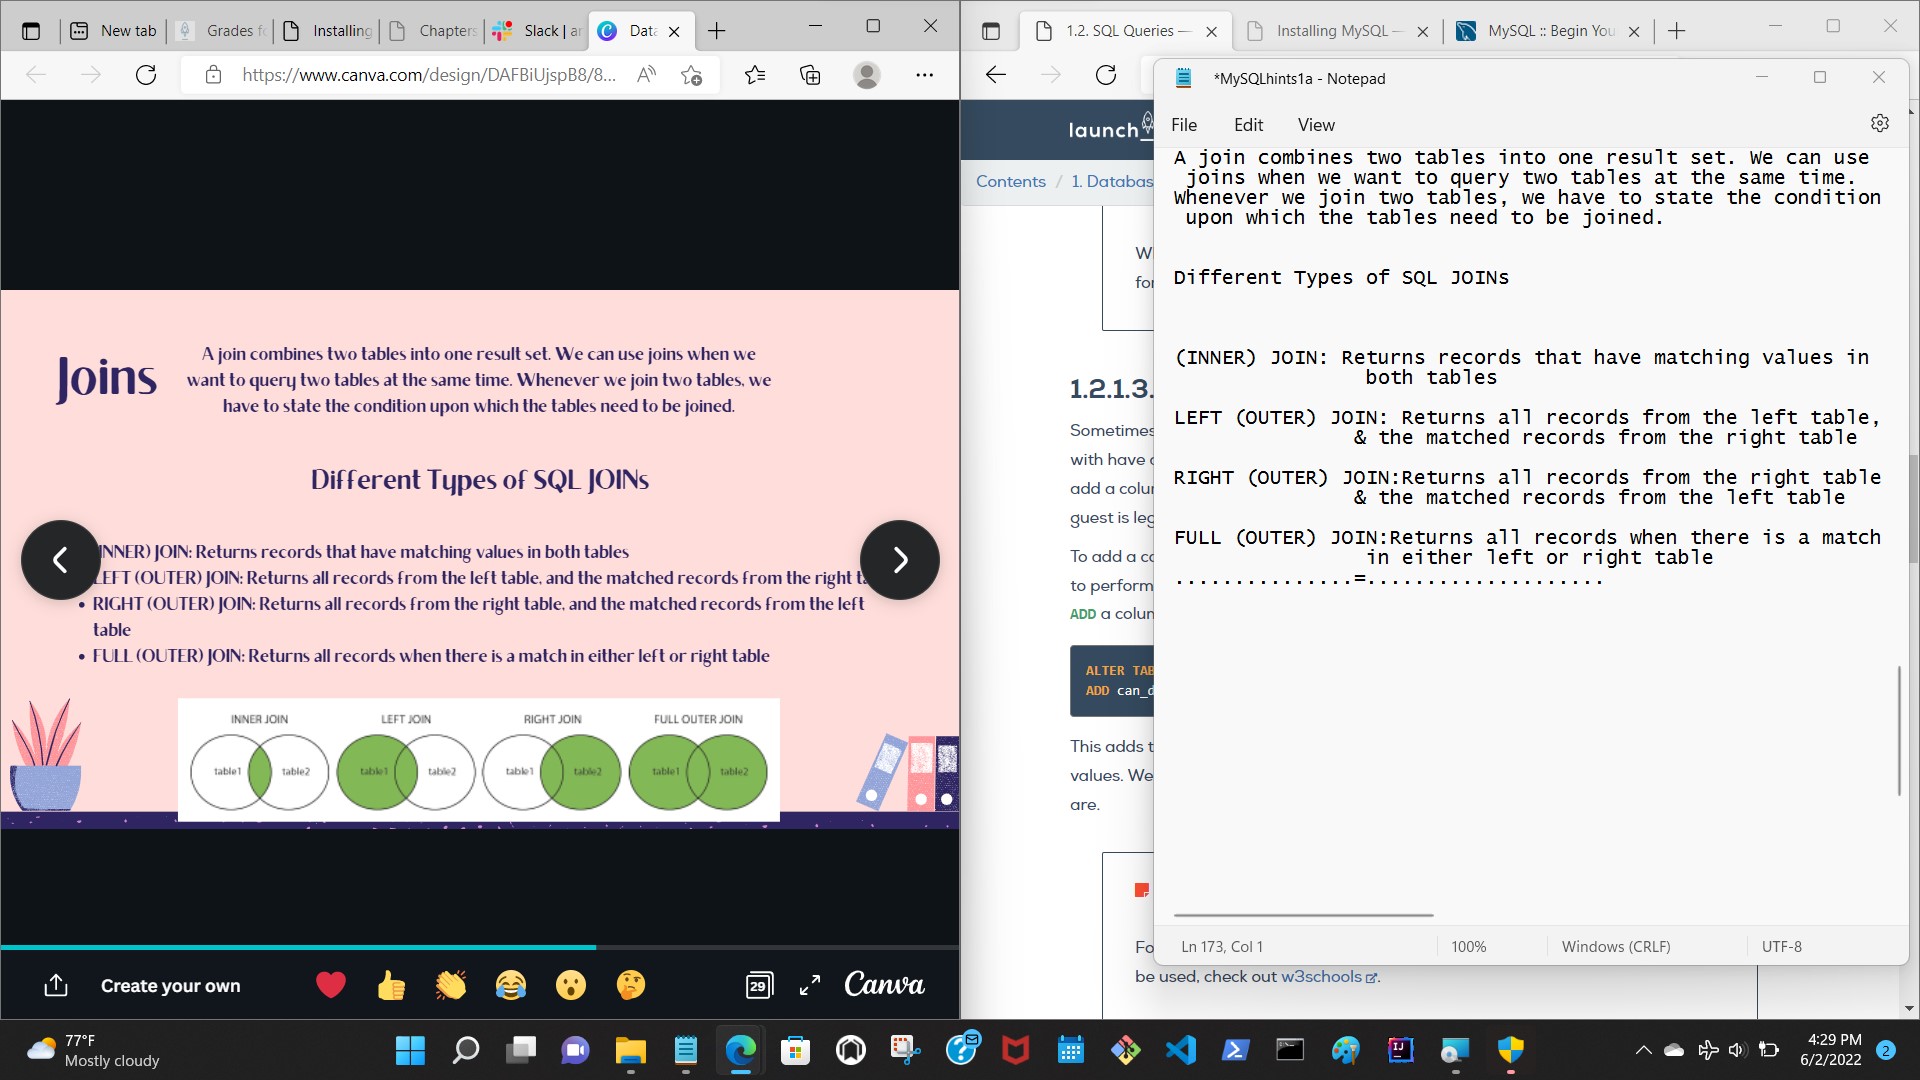 New tab
Grades fo
Installing
Chapters
Slack | an
Data
https://www.canva.com/design/DAFBiUjspB8/8...
Joins
A join combines two tables into one result set. We can use joins when we
want to query two tables at the same time. Whenever we join two tables, we
have to state the condition upon which the tables need to be joined.
Different Types of SQL JOINs
INNER) JOIN: Returns records that have matching values in both tables
LEFT (OUTER) JOIN: Returns all records from the left table, and the matched records from the right ta
• RIGHT (OUTER) JOIN: Returns all records from the right table, and the matched records from the left
table
• FULL (OUTER) JOIN: Returns all records when there is a match in either left or right table
INNER JOIN
LEFT JOIN
RIGHT JOIN
FULL OUTER JOIN
table1
table2
table1
table2
table1
table2
table1
table2
Create your own
29
Canva
1.2. SQL Queries —
Installing MySQL —
MySQL :: Begin You
launch
Contents / 1. Databas
W
for
1.2.1.3.
Sometimes
with have
add a colu
guest is leg
To add a co
to perform
ADD a colum
ALTER TAB
ADD can_d
This adds t
values. We
are.
Fo
be used, check out w3schools.
*MySQLhints1a - Notepad
File Edit View
A join combines two tables into one result set. We can use
joins when we want to query two tables at the same time.
Whenever we join two tables, we have to state the condition
upon which the tables need to be joined.
Different Types of SQL JOINs
(INNER) JOIN: Returns records that have matching values in
both tables
LEFT (OUTER) JOIN: Returns all records from the left table,
& the matched records from the right table
RIGHT (OUTER) JOIN:Returns all records from the right table
& the matched records from the left table
FULL (OUTER) JOIN:Returns all records when there is a match
in either left or right table
...............=....................
Ln 173, Col 1
100%
Windows (CRLF)
UTF-8
77°F
Mostly cloudy
4:29 PM
6/2/2022
2